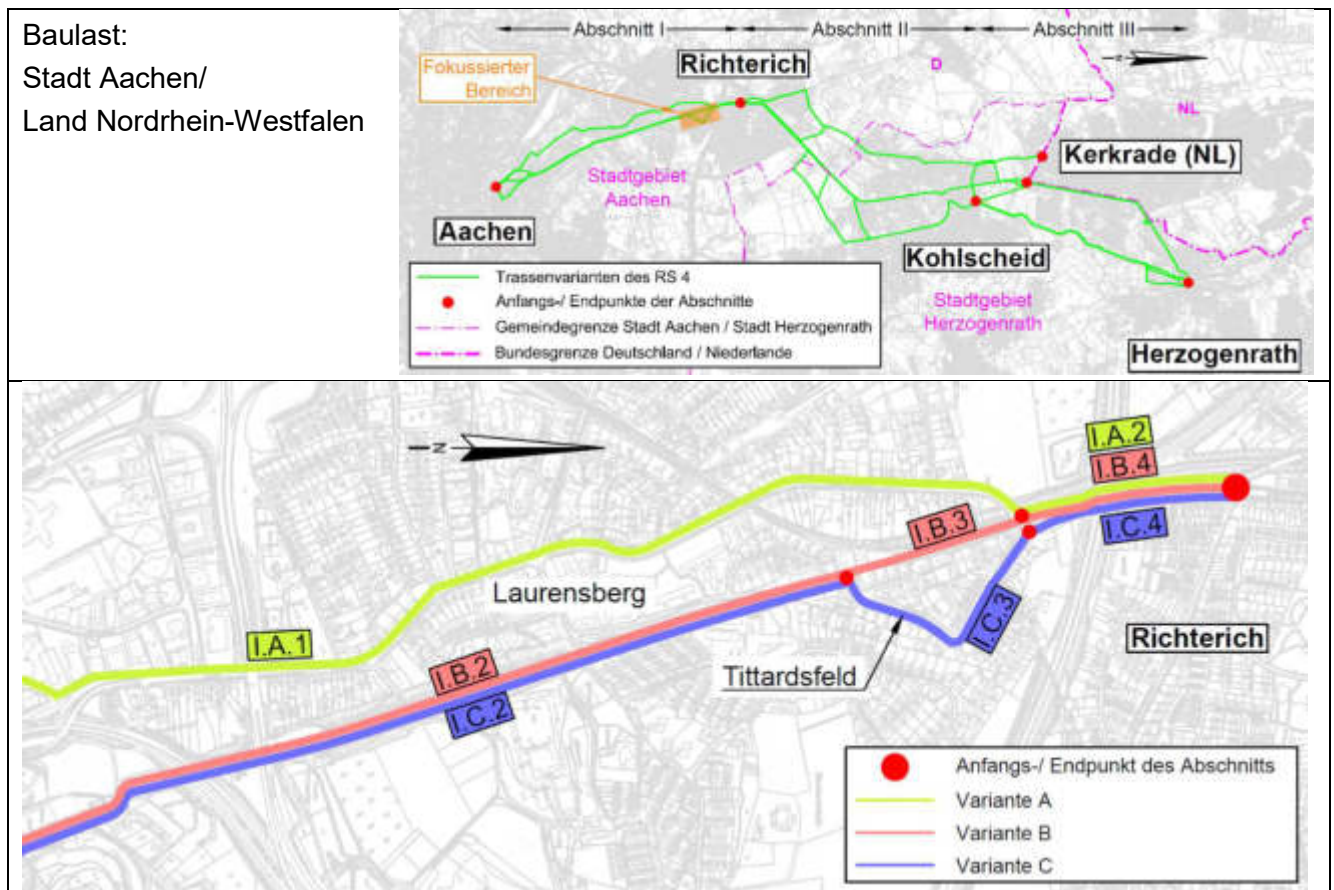 Baulast:
Stadt Aachen/
Land Nordrhein-Westfalen
Abschnitt I
Abschnitt II
Abschnitt III
Fokussierter
Bereich
Richterich
D
N
NL
Kerkrade (NL)
Stadtgebiet
Aachen
Aachen
Kohlscheid
Stadtgebiet
Herzogenrath
Herzogenrath
Trassenvarianten des RS 4
Anfangs-/ Endpunkte der Abschnitte
Gemeindegrenze Stadt Aachen / Stadt Herzogenrath
Bundesgrenze Deutschland / Niederlande
N
I.A.2
I.B.4
I.B.3
I.C.4
Laurensberg
I.A.1
I.C.3
Richterich
I.B.2
I.C.2
Tittardsfeld
Anfangs-/ Endpunkt des Abschnitts
Variante A
Variante B
Variante C